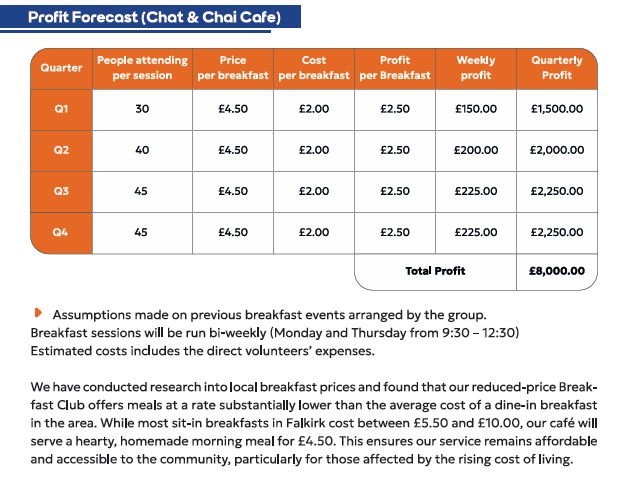 Profit Forecast (Chat & Chai Cafe)
Quarter People attending per session Price per breakfast Cost per breakfast Profit per Breakfast Weekly profit Quarterly Profit
Q1 30 £4.50 £2.00 £2.50 £150.00 £1,500.00
Q2 40 £4.50 £2.00 £2.50 £200.00 £2,000.00
Q3 45 £4.50 £2.00 £2.50 £225.00 £2,250.00
Q4 45 £4.50 £2.00 £2.50 £225.00 £2,250.00
Total Profit £8,000.00
Assumptions made on previous breakfast events arranged by the group.
Breakfast sessions will be run bi-weekly (Monday and Thursday from 9:30 – 12:30)
Estimated costs includes the direct volunteers’ expenses.
We have conducted research into local breakfast prices and found that our reduced-price Break-
fast Club offers meals at a rate substantially lower than the average cost of a dine-in breakfast
in the area. While most sit-in breakfasts in Falkirk cost between £5.50 and £10.00, our café will
serve a hearty, homemade morning meal for £4.50. This ensures our service remains affordable
and accessible to the community, particularly for those affected by the rising cost of living.